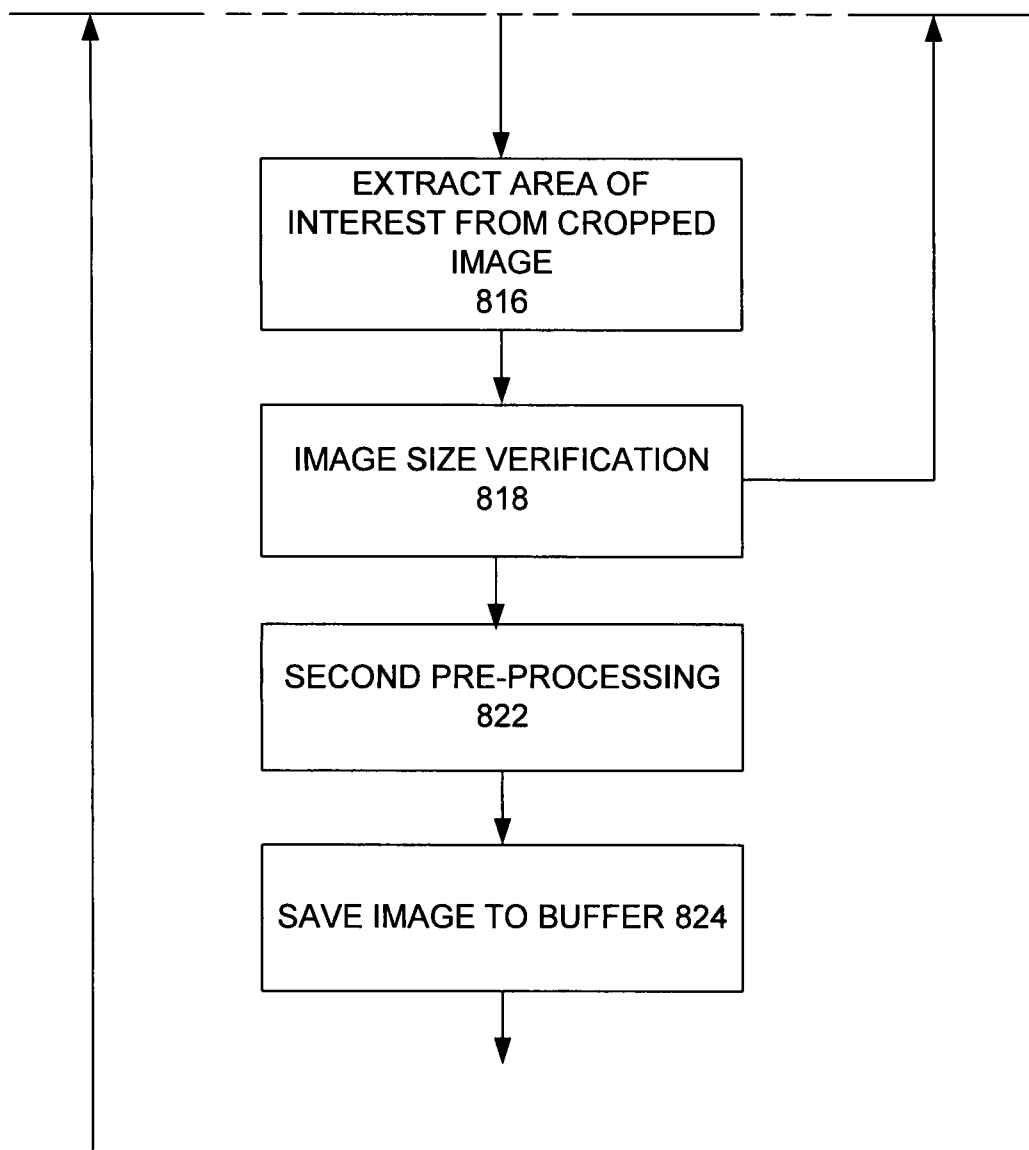 EXTRACT AREA OF
INTEREST FROM CROPPED
IMAGE
816
IMAGE SIZE VERIFICATION
818
SECOND PRE-PROCESSING
822
SAVE IMAGE TO BUFFER 824